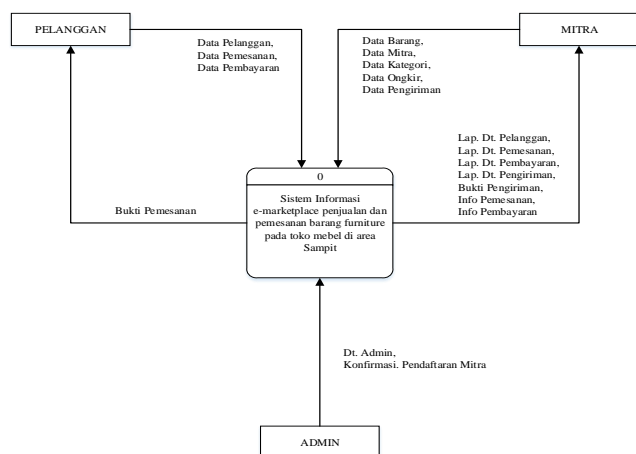 PELANGGAN
MITRA
Data Pelanggan,
Data Pemesanan,
Data Pembayaran
Data Barang,
Data Mitra,
Data Kategori,
Data Ongkir,
Data Pengiriman
Lap. Dt. Pelanggan,
Lap. Dt. Pemesanan,
Lap. Dt. Pembayaran,
Lap. Dt. Pengiriman,
Bukti Pengiriman,
Info Pemesanan,
Info Pembayaran
0
Sistem Informasi
e-marketplace penjualan dan
pemesanan barang furniture
pada toko mebel di area
Sampit
Bukti Pemesanan
Dt. Admin,
Konfirmasi. Pendaftaran Mitra
ADMIN